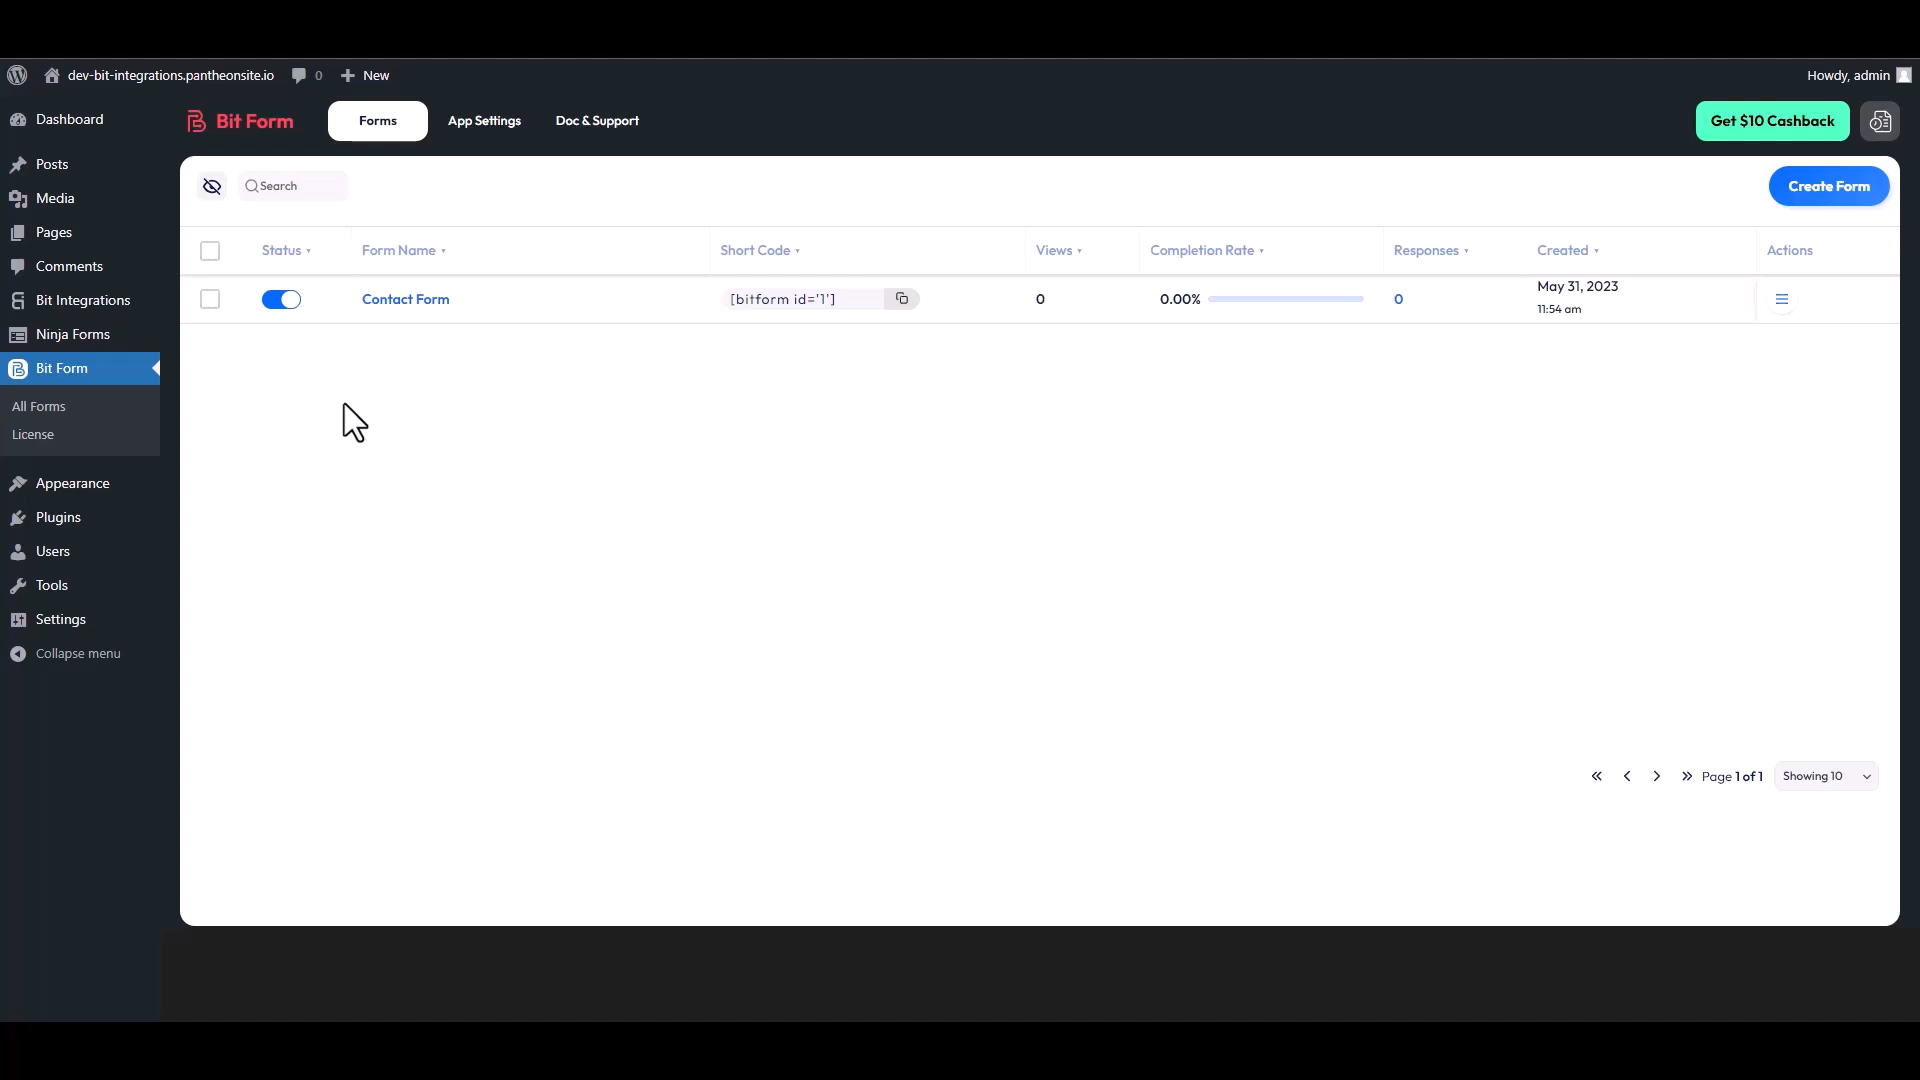 dev-bit-integrations.pantheonsite.io 0 New Howdy, admin
Dashboard
Posts
Media
Pages
Comments
Bit Integrations
Ninja Forms
Bit Form
All Forms
License
Appearance
Plugins
Users
Tools
Settings
Collapse menu
Bit Form Forms App Settings Doc & Support Get $10 Cashback
Search Create Form
Status Form Name Short Code Views Completion Rate Responses Created Actions
Contact Form [bitform id='1'] 0 0.00% 0 May 31, 2023
11:54 am
Page 1 of 1 Showing 10